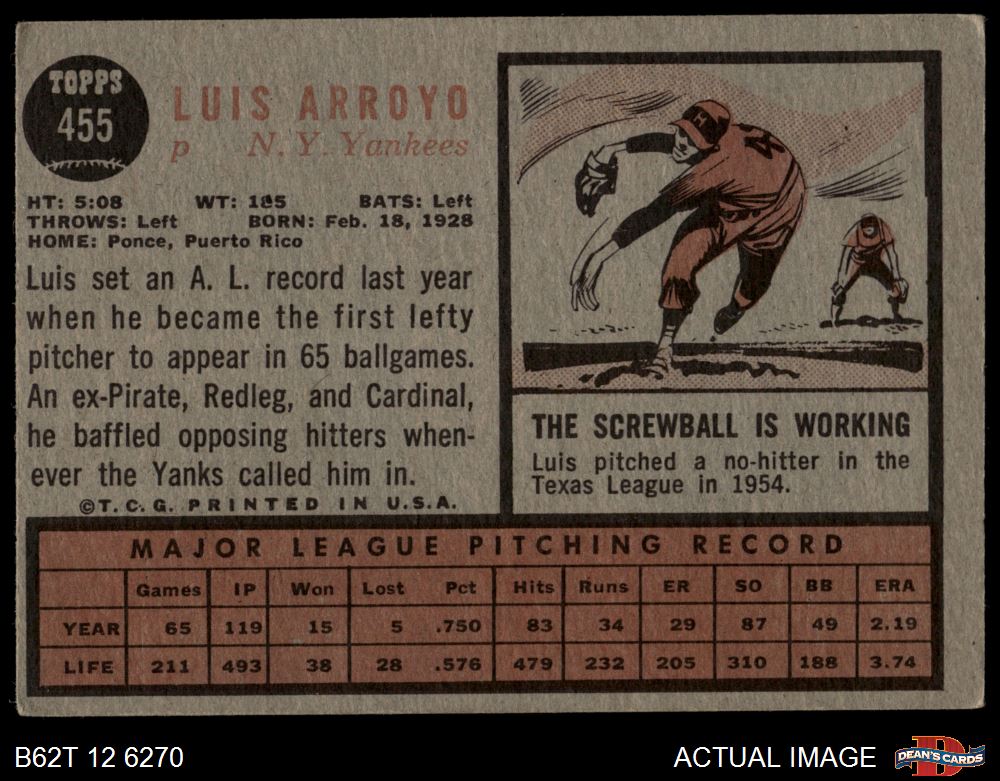 TOPPS
455
LUIS ARROYO
p N. Y. Yankees
HT: 5:08 WT: 185 BATS: Left
THROWS: Left BORN: Feb. 18, 1928
HOME: Ponce, Puerto Rico
Luis set an A. L. record last year
when he became the first lefty
pitcher to appear in 65 ballgames.
An ex-Pirate, Redleg, and Cardinal,
he baffled opposing hitters when-
ever the Yanks called him in.
©T. C. G. PRINTED IN U.S.A.
H
4
THE SCREWBALL IS WORKING
Luis pitched a no-hitter in the
Texas League in 1954.
MAJOR LEAGUE PITCHING RECORD
Games IP Won Lost Pct Hits Runs ER SO BB ERA
YEAR 65 119 15 5 .750 83 34 29 87 49 2.19
LIFE 211 493 38 28 .576 479 232 205 310 188 3.74
B62T 12 6270
ACTUAL IMAGE
D
DEAN'S CARDS